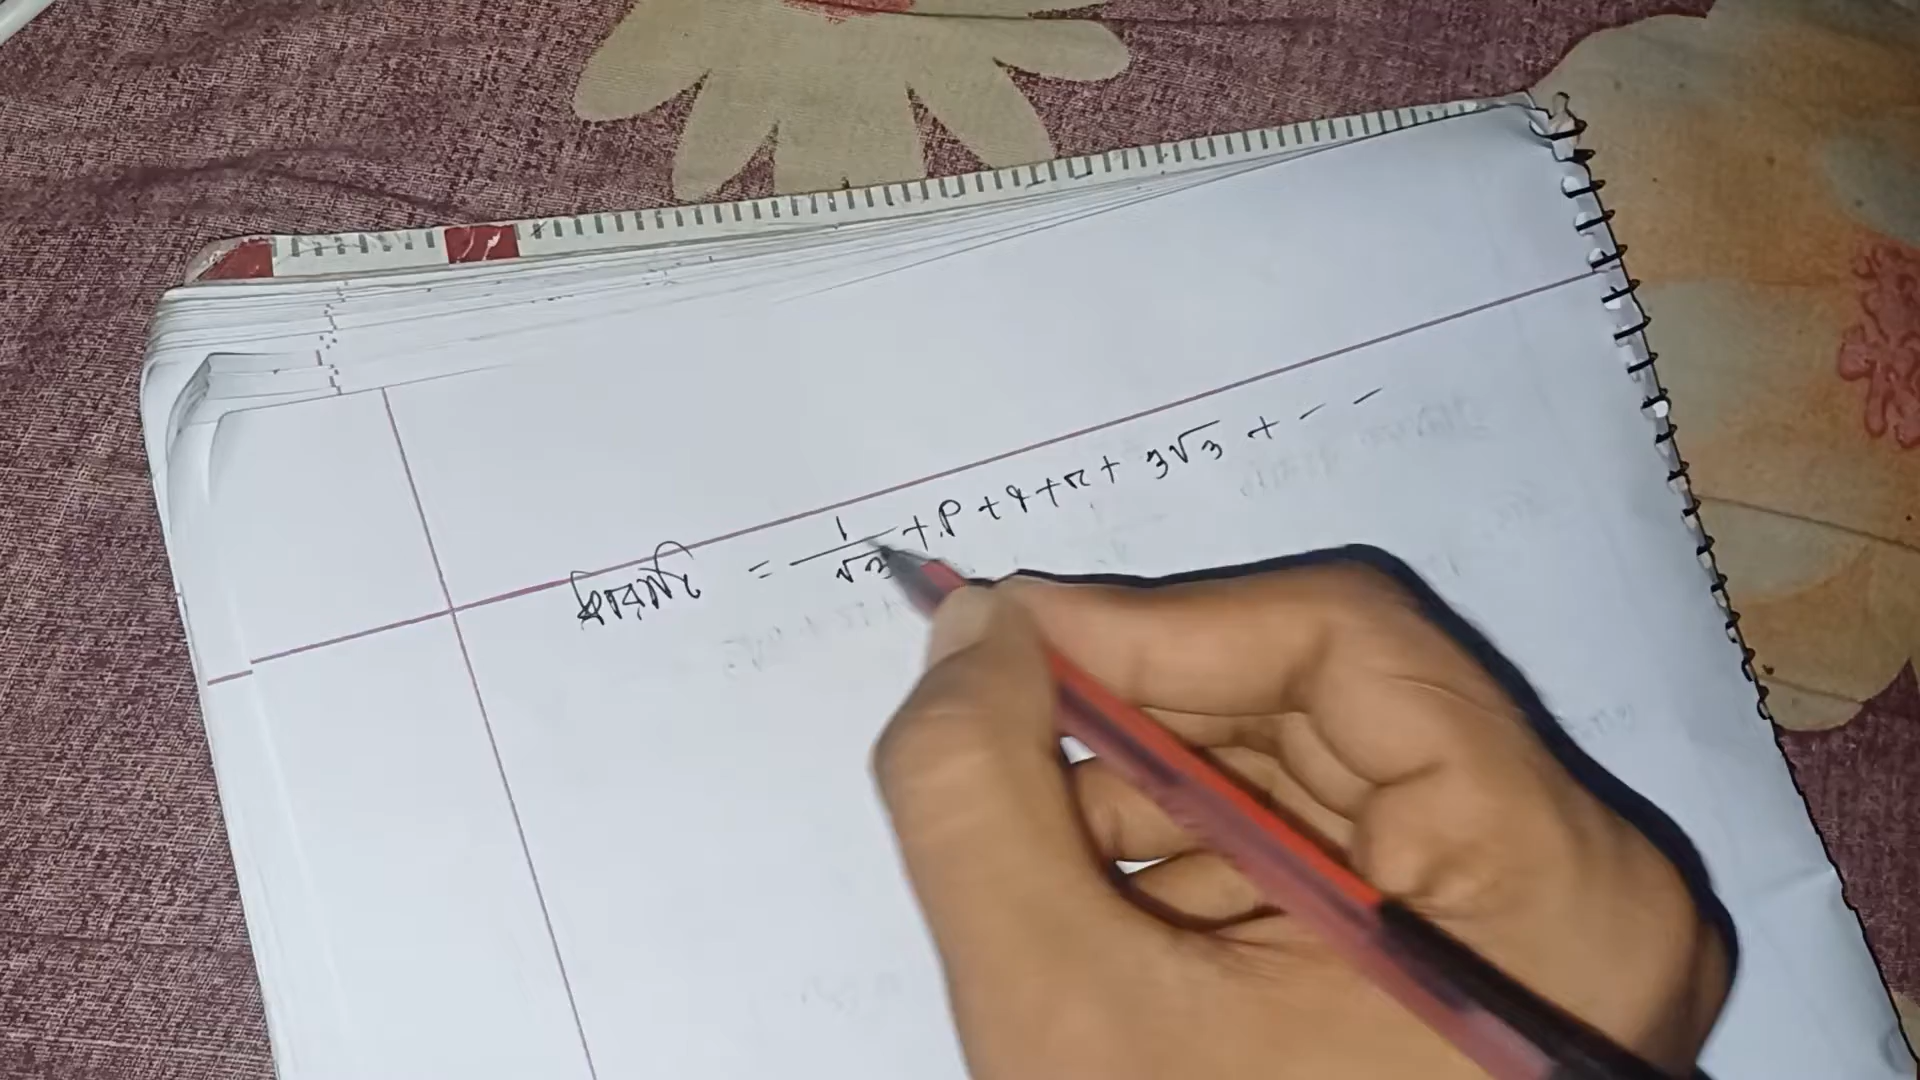 ধারাটি = 1/√3 + p + q + r + 3√3 + - -